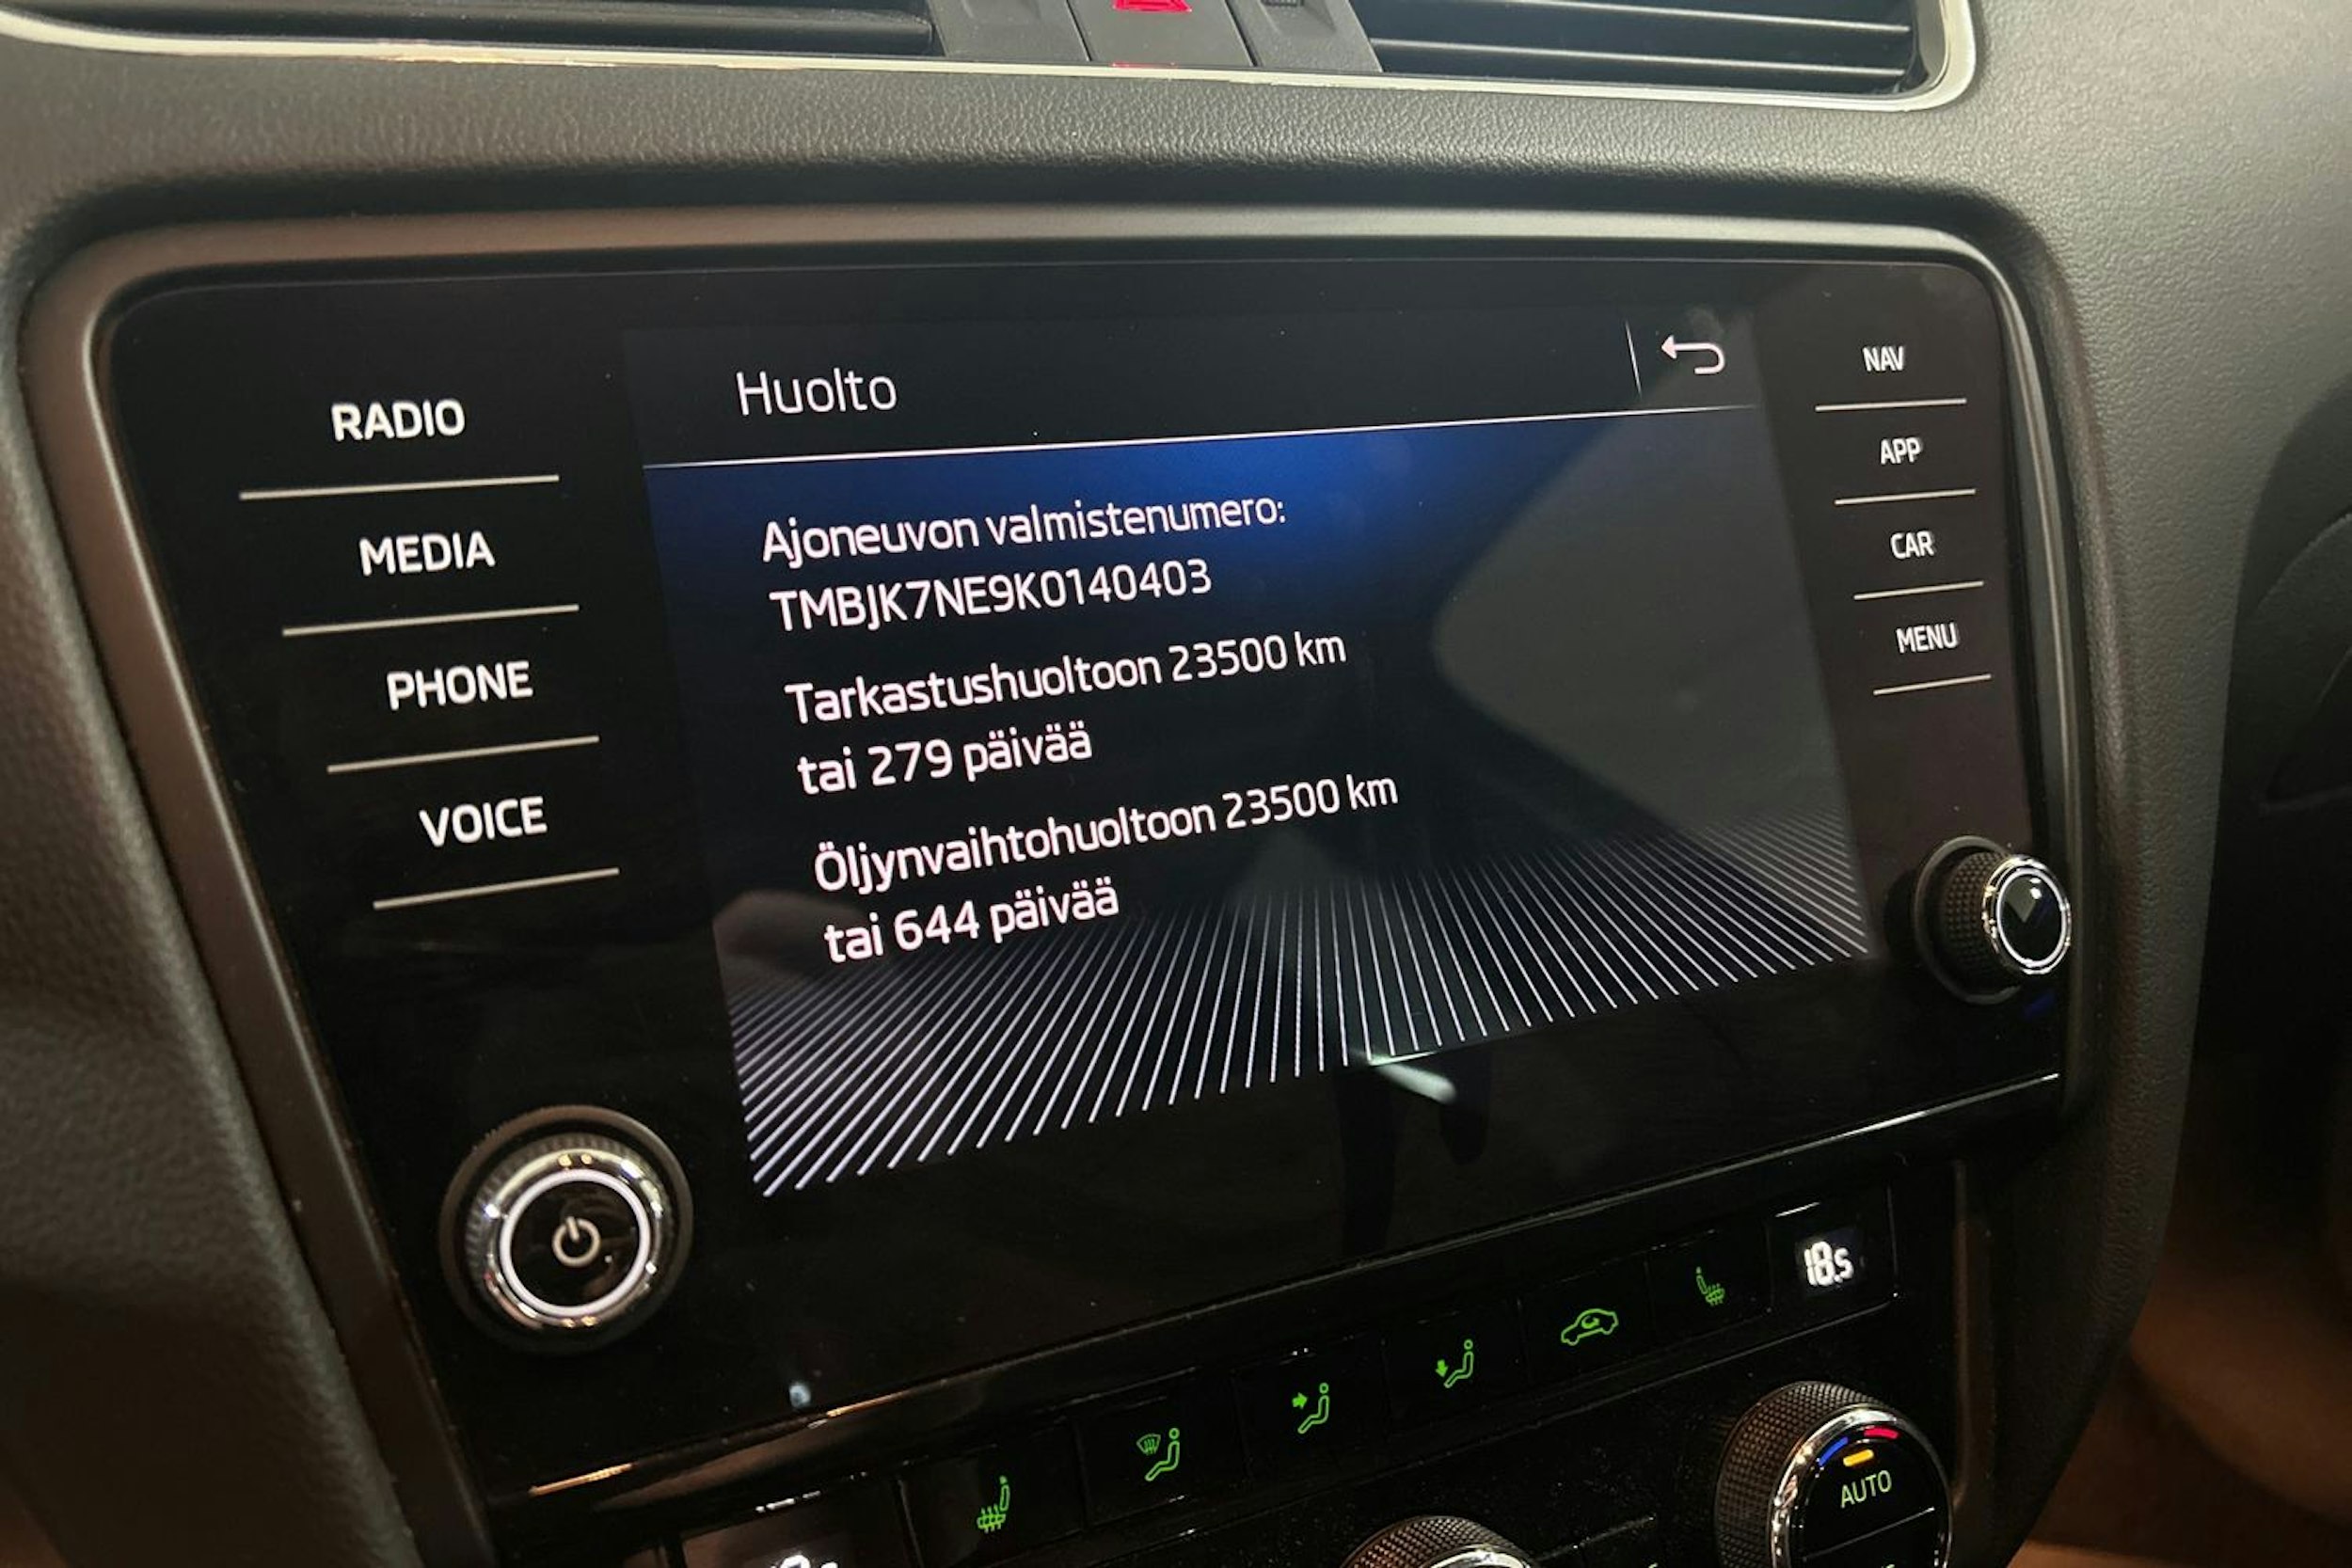 RADIO
MEDIA
PHONE
VOICE
Huolto
Ajoneuvon valmistenumero:
TMBJK7NE9K0140403
Tarkastushuoltoon 23500 km
tai 279 päivää
Öljynvaihtohuoltoon 23500 km
tai 644 päivää
NAV
APP
CAR
MENU
18.5
AUTO